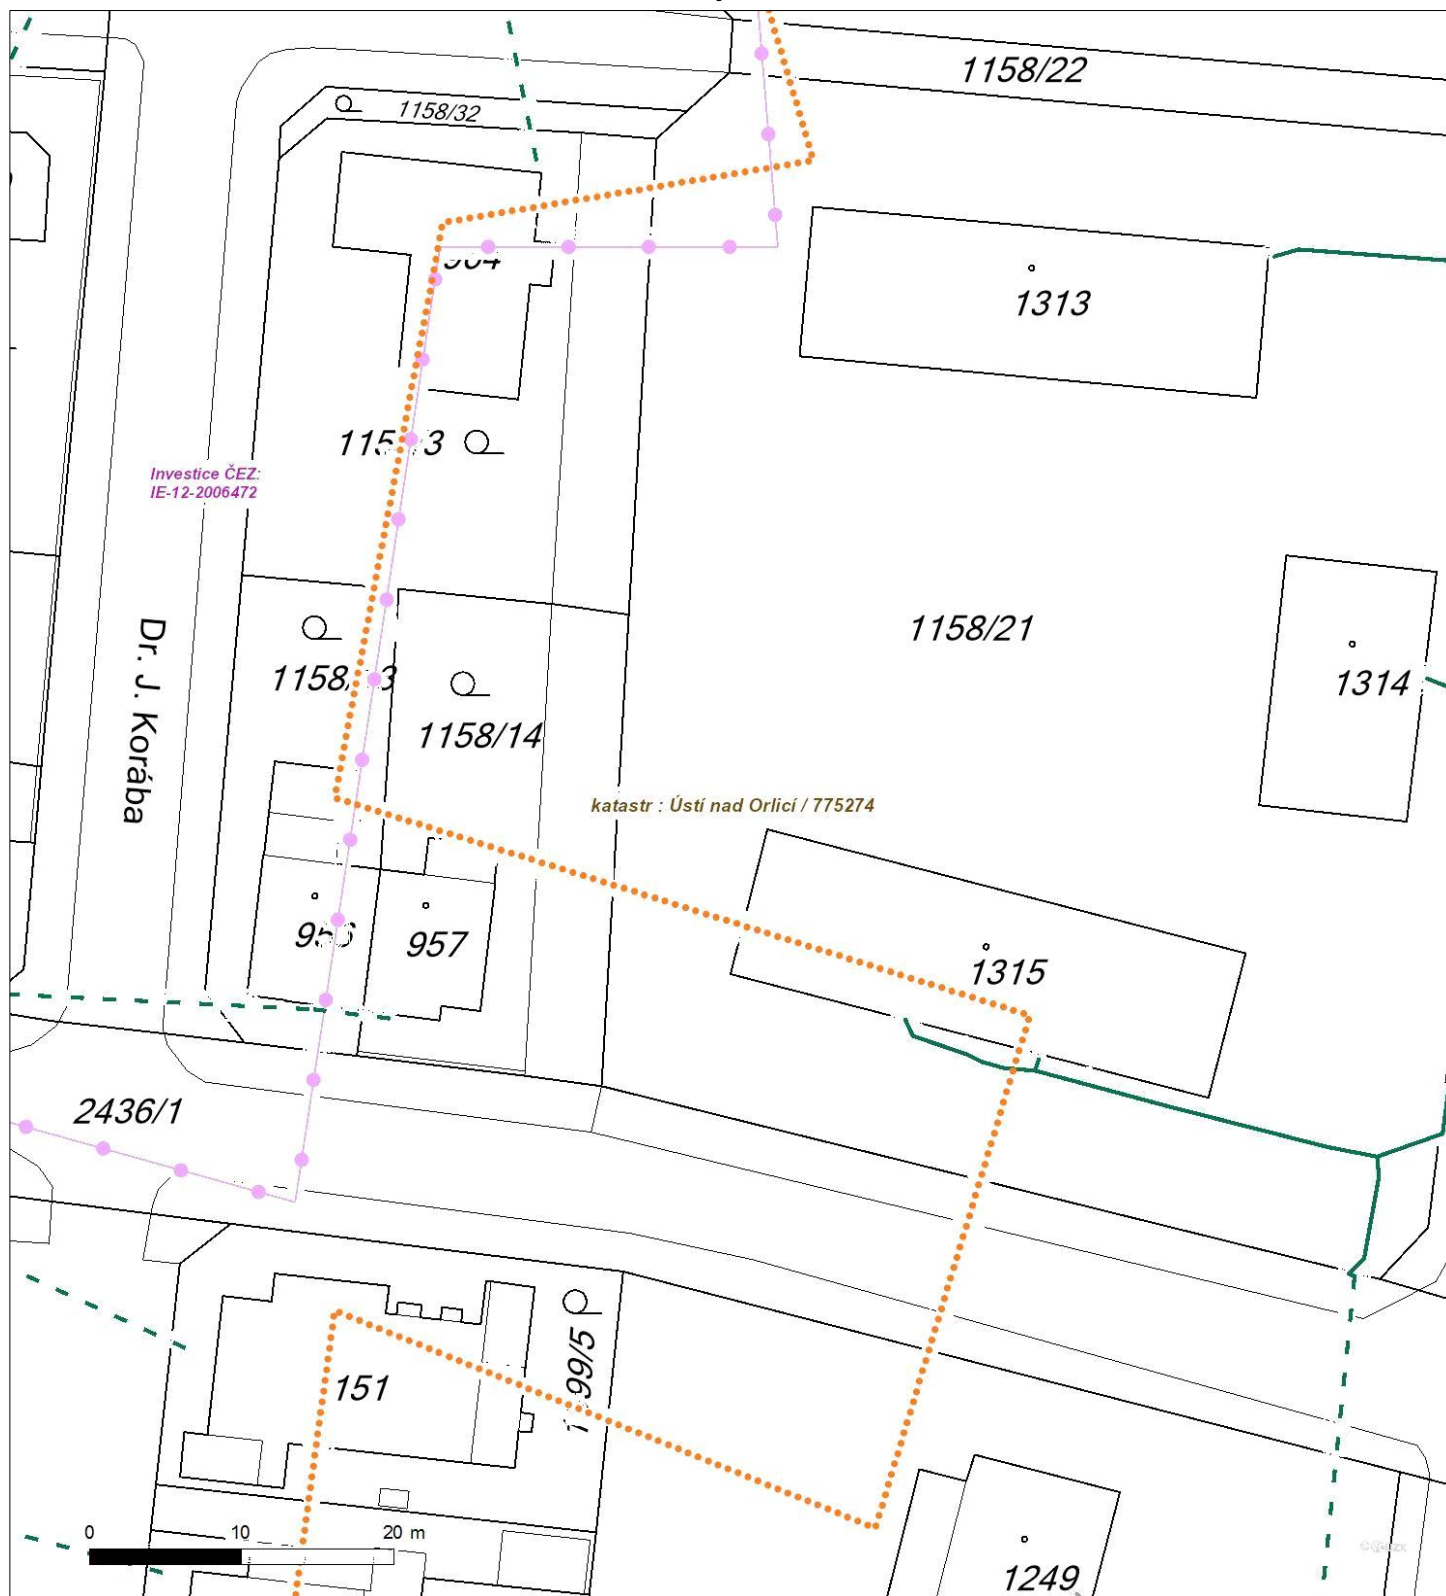 1158/22
1158/32
1313
Investice ČEZ:
IE-12-2006472
1158/21
1314
Dr. J. Korába
1158/14
katastr : Ústí nad Orlicí / 775274
957
1315
2436/1
151
0 10 20 m
1249